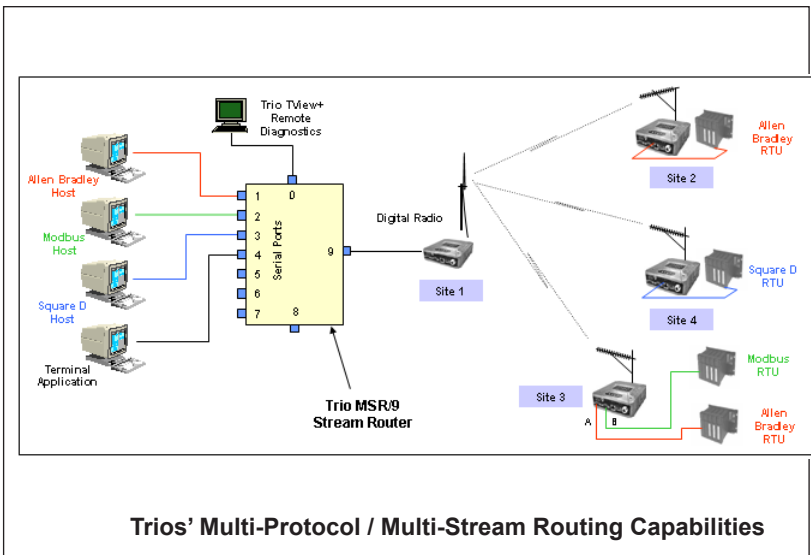 Trio TView+
Remote
Diagnostics
Allen Bradley
Host
Modbus
Host
Square D
Host
Terminal
Application
0
1
2
3
4
5
6
7
8
9
Serial Ports
Trio MSR/9
Stream Router
Digital Radio
Site 1
Allen
Bradley
RTU
Site 2
Square D
RTU
Site 4
Modbus
RTU
Site 3
A B
Allen
Bradley
RTU
Trios' Multi-Protocol / Multi-Stream Routing Capabilities